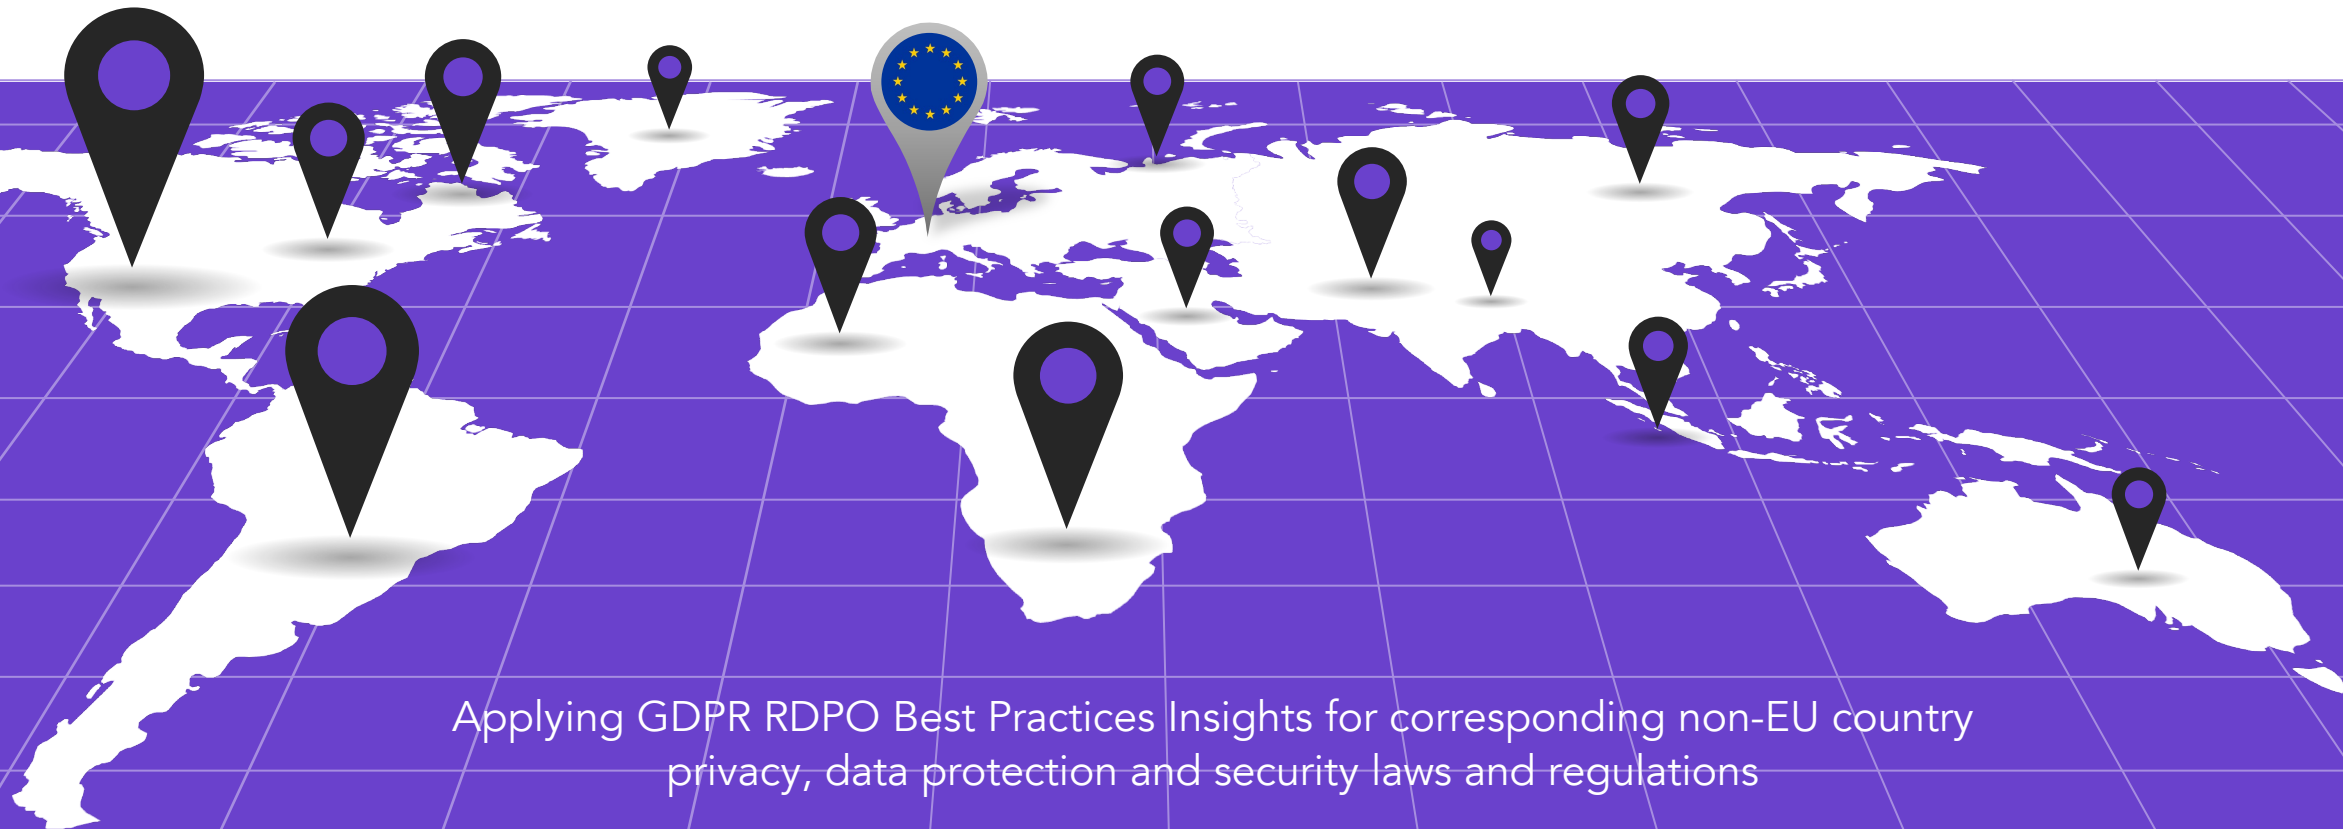 Applying GDPR RDPO Best Practices Insights for corresponding non-EU country
privacy, data protection and security laws and regulations